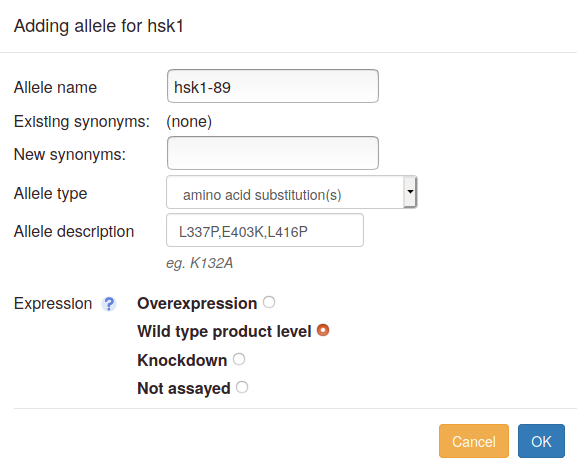 Adding allele for hsk1
Allele name hsk1-89
Existing synonyms: (none)
New synonyms:
Allele type amino acid substitution(s)
Allele description L337P,E403K,L416P
eg. K132A
Expression ? Overexpression
Wild type product level
Knockdown
Not assayed
Cancel OK